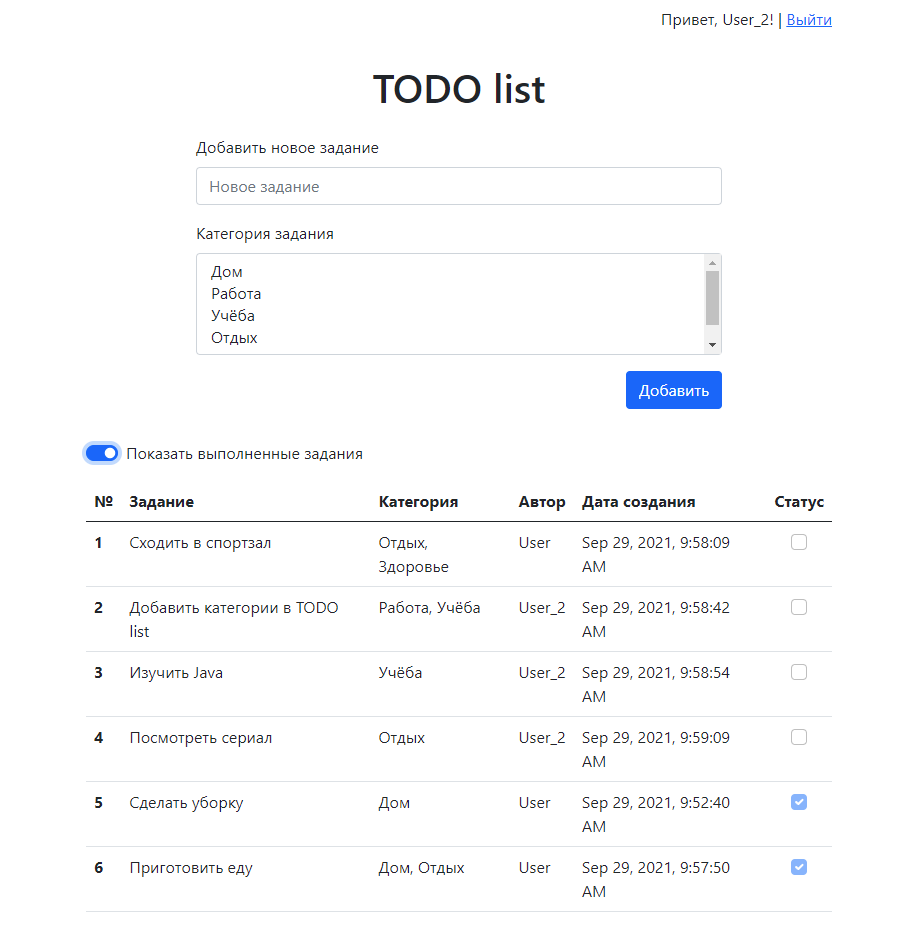 Привет, User_2! | Выйти
TODO list
Добавить новое задание
Новое задание
Категория задания
Дом
Работа
Учёба
Отдых
Добавить
Показать выполненные задания
№ Задание Категория Автор Дата создания Статус
1 Сходить в спортзал Отдых, User Sep 29, 2021, 9:58:09
Здоровье AM
2 Добавить категории в TODO Работа, Учёба User_2 Sep 29, 2021, 9:58:42
list AM
3 Изучить Java Учёба User_2 Sep 29, 2021, 9:58:54
AM
4 Посмотреть сериал Отдых User_2 Sep 29, 2021, 9:59:09
AM
5 Сделать уборку Дом User Sep 29, 2021, 9:52:40
AM
6 Приготовить еду Дом, Отдых User Sep 29, 2021, 9:57:50
AM